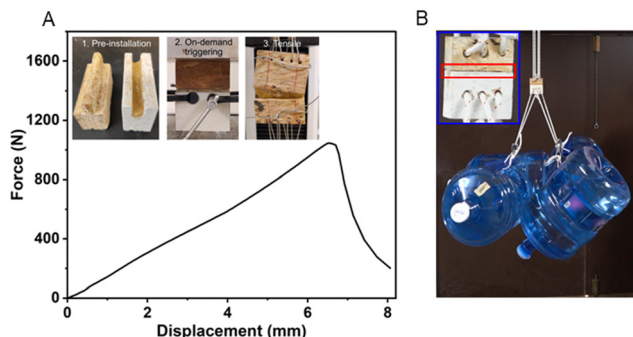 A
B
1. Pre-installation
2. On-demand
triggering
3. Tensile
Force (N)
1600
1200
800
400
0
0
2
4
6
8
Displacement (mm)